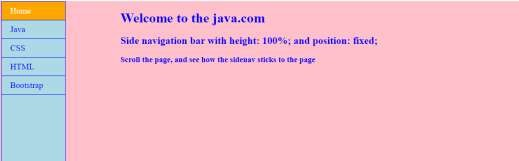 Home
Java
CSS
HTML
Bootstrap
Welcome to the java.com
Side navigation bar with height: 100%; and position: fixed;
Scroll the page, and see how the sidenav sticks to the page